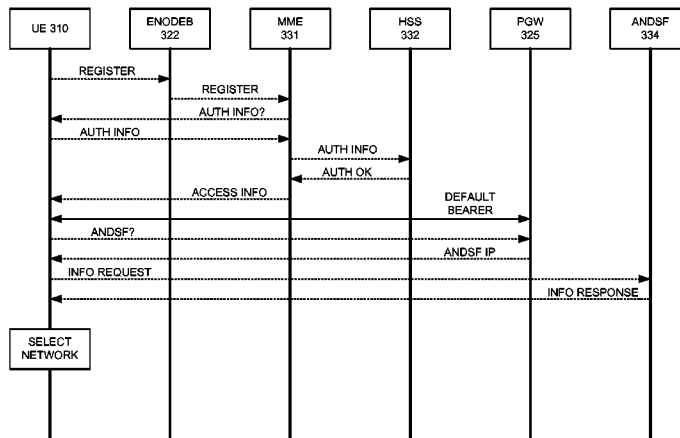 UE 310
ENODEB
322
MME
331
HSS
332
PGW
325
ANDSF
334
REGISTER
REGISTER
AUTH INFO?
AUTH INFO
AUTH INFO
AUTH OK
ACCESS INFO
DEFAULT
BEARER
ANDSF?
ANDSF IP
INFO REQUEST
INFO RESPONSE
SELECT
NETWORK